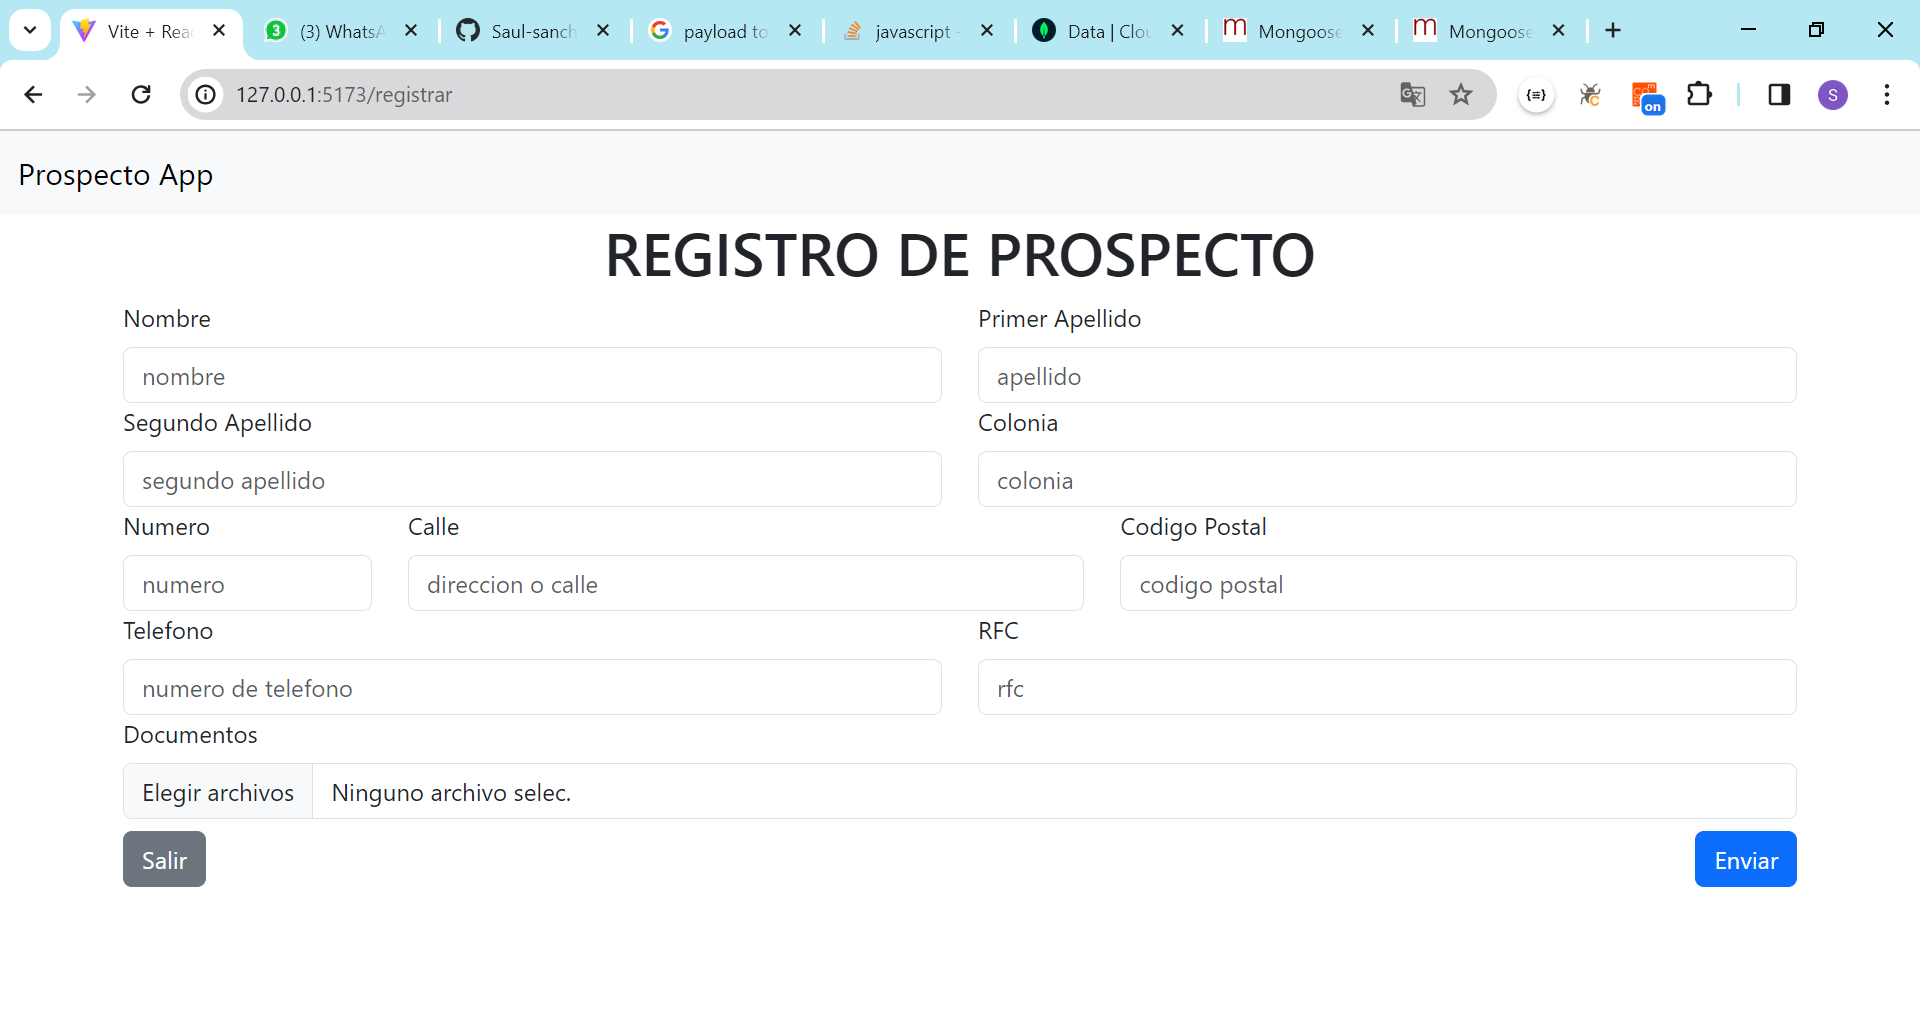 Vite + Rea
3
(3) WhatsA
Saul-sanch
payload to
javascript -
Data | Clou
Mongoose
Mongoose
127.0.0.1:5173/registrar
on
S
Prospecto App
REGISTRO DE PROSPECTO
Nombre
Primer Apellido
nombre
apellido
Segundo Apellido
Colonia
segundo apellido
colonia
Numero
Calle
Codigo Postal
numero
direccion o calle
codigo postal
Telefono
RFC
numero de telefono
rfc
Documentos
Elegir archivos
Ninguno archivo selec.
Salir
Enviar